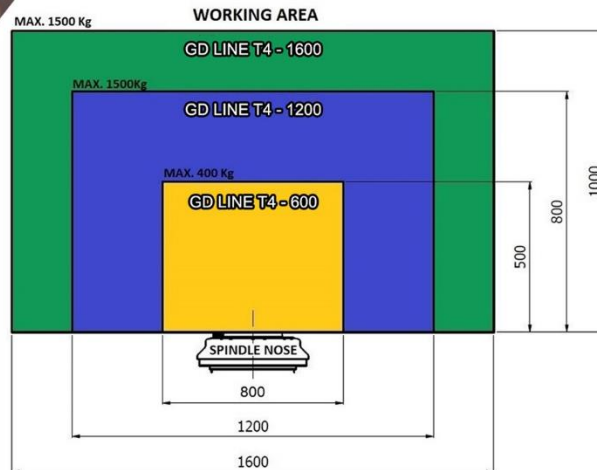 WORKING AREA
MAX. 1500 Kg
GD LINE T4 - 1600
MAX. 1500Kg
GD LINE T4 - 1200
MAX. 400 Kg
GD LINE T4 - 600
500
800
1000
SPINDLE NOSE
800
1200
1600